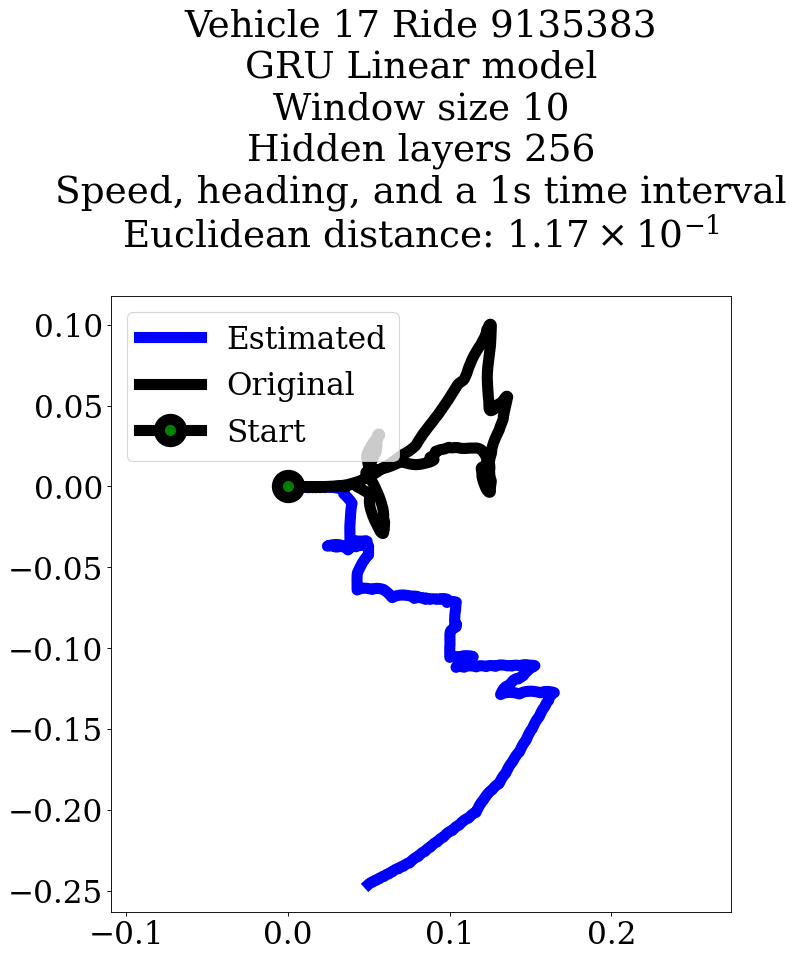 Vehicle 17 Ride 9135383
GRU Linear model
Window size 10
Hidden layers 256
Speed, heading, and a 1s time interval
Euclidean distance: 1.17 × 10⁻¹
Estimated
Original
Start
0.10
0.05
0.00
−0.05
−0.10
−0.15
−0.20
−0.25
−0.1 0.0 0.1 0.2